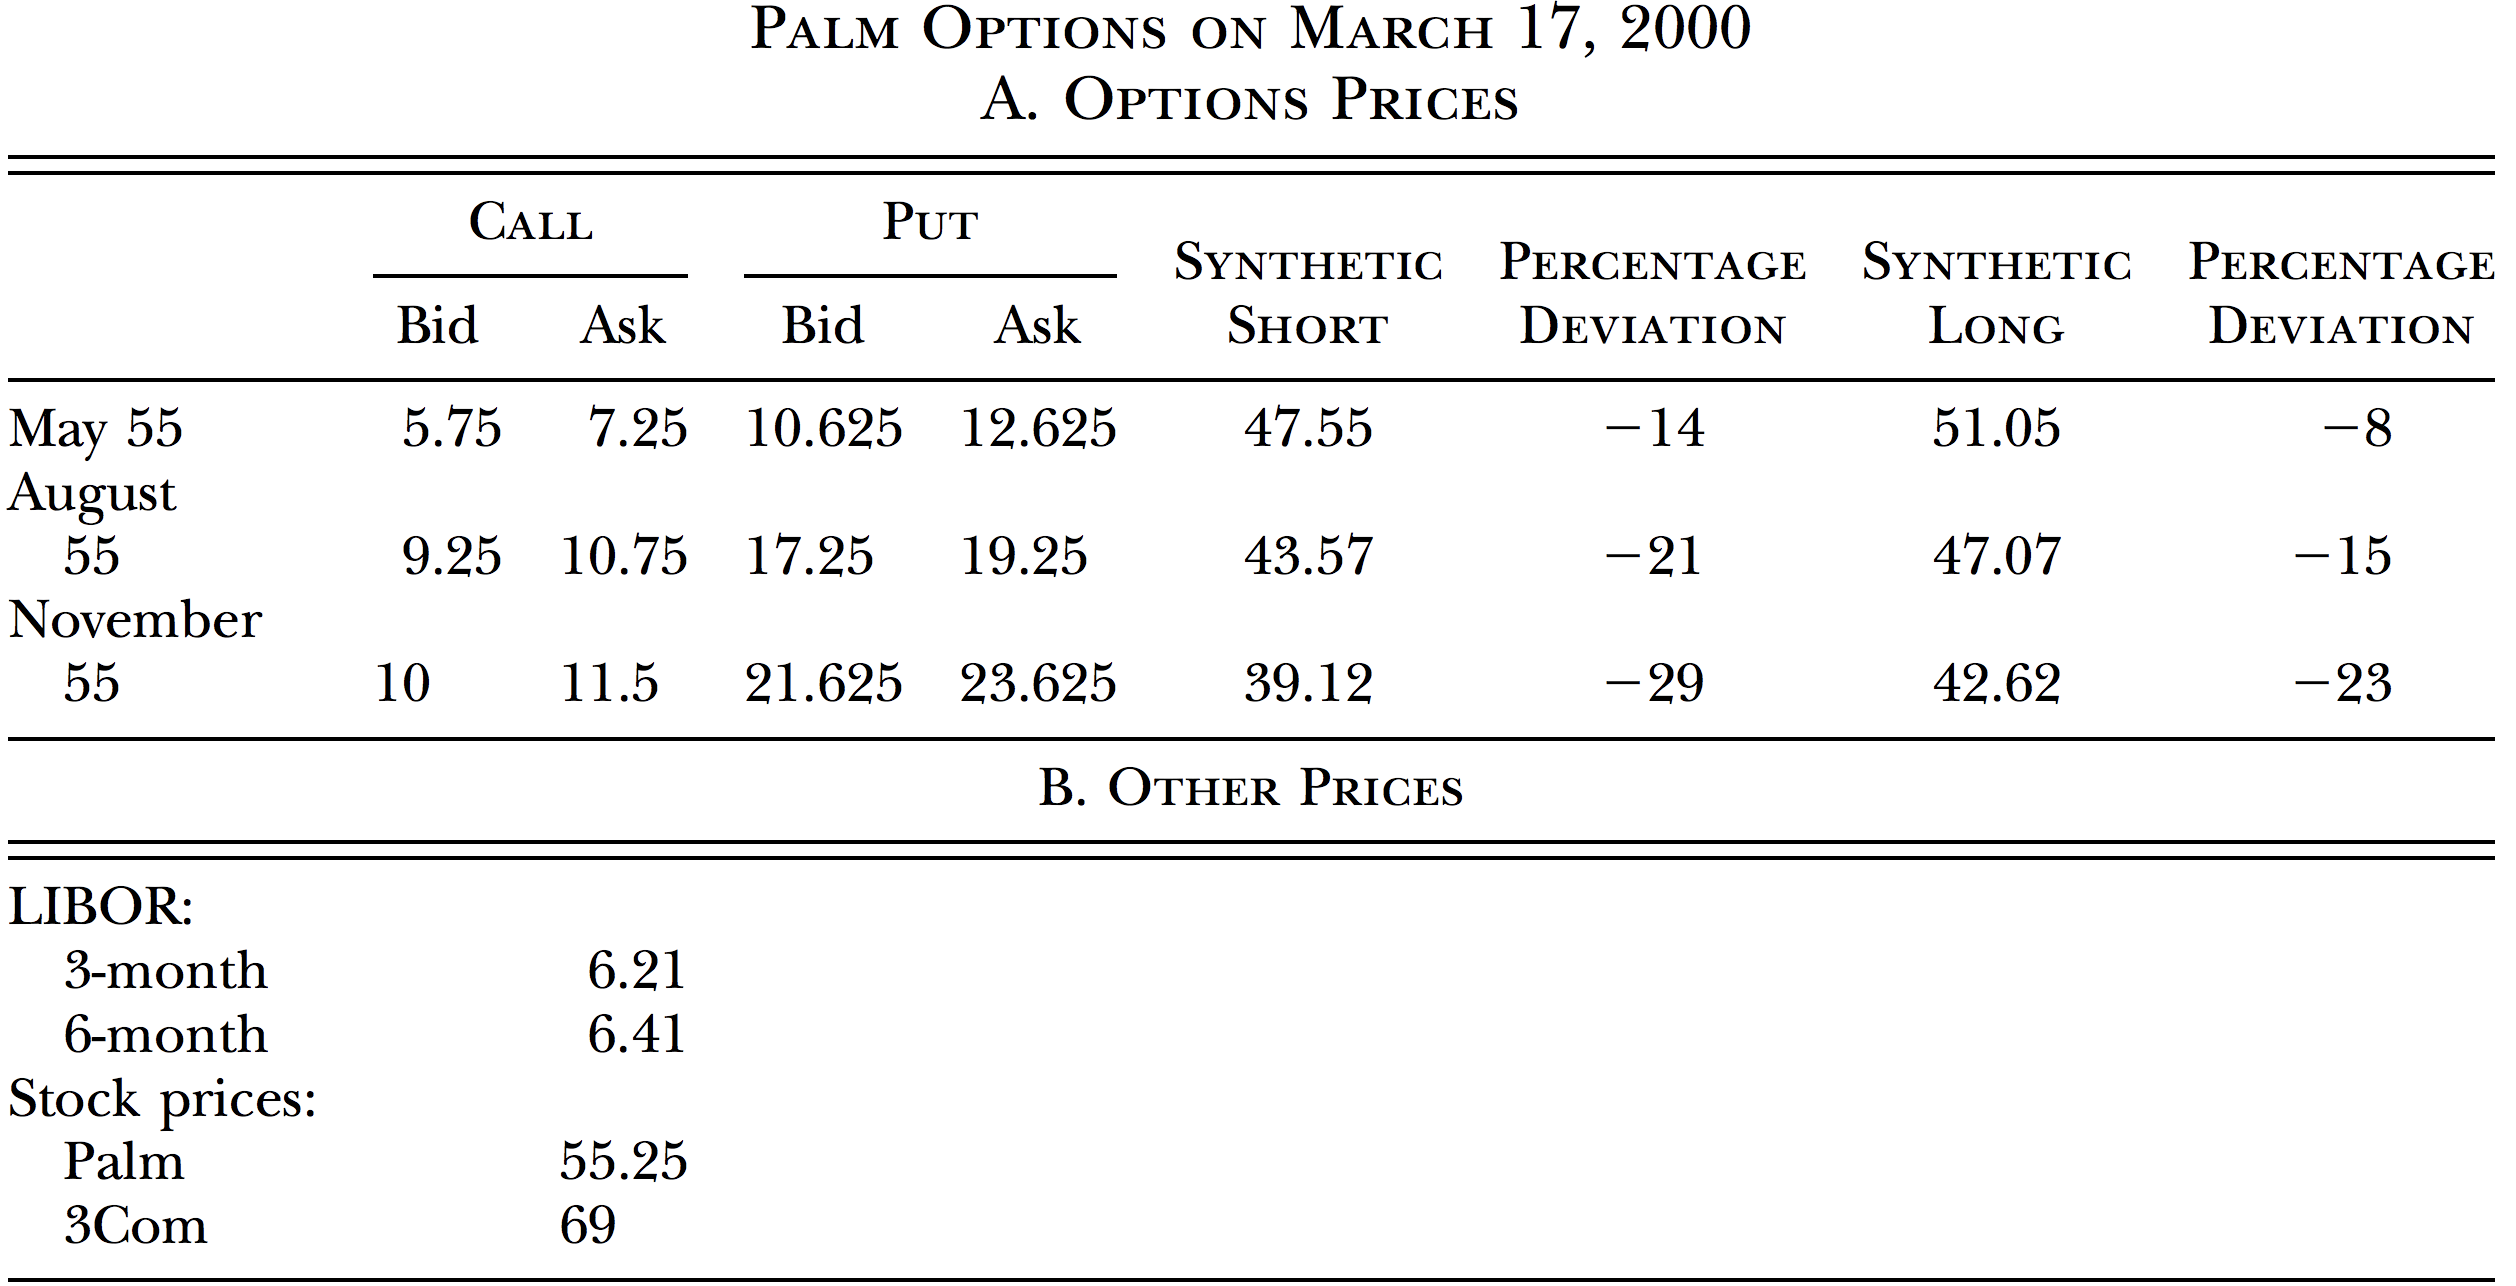 PALM OPTIONS ON MARCH 17, 2000
A. OPTIONS PRICES
CALL PUT
SYNTHETIC PERCENTAGE SYNTHETIC PERCENTAGE
Bid Ask Bid Ask SHORT DEVIATION LONG DEVIATION
May 55 5.75 7.25 10.625 12.625 47.55 −14 51.05 −8
August
55 9.25 10.75 17.25 19.25 43.57 −21 47.07 −15
November
55 10 11.5 21.625 23.625 39.12 −29 42.62 −23
B. OTHER PRICES
LIBOR:
3-month 6.21
6-month 6.41
Stock prices:
Palm 55.25
3Com 69